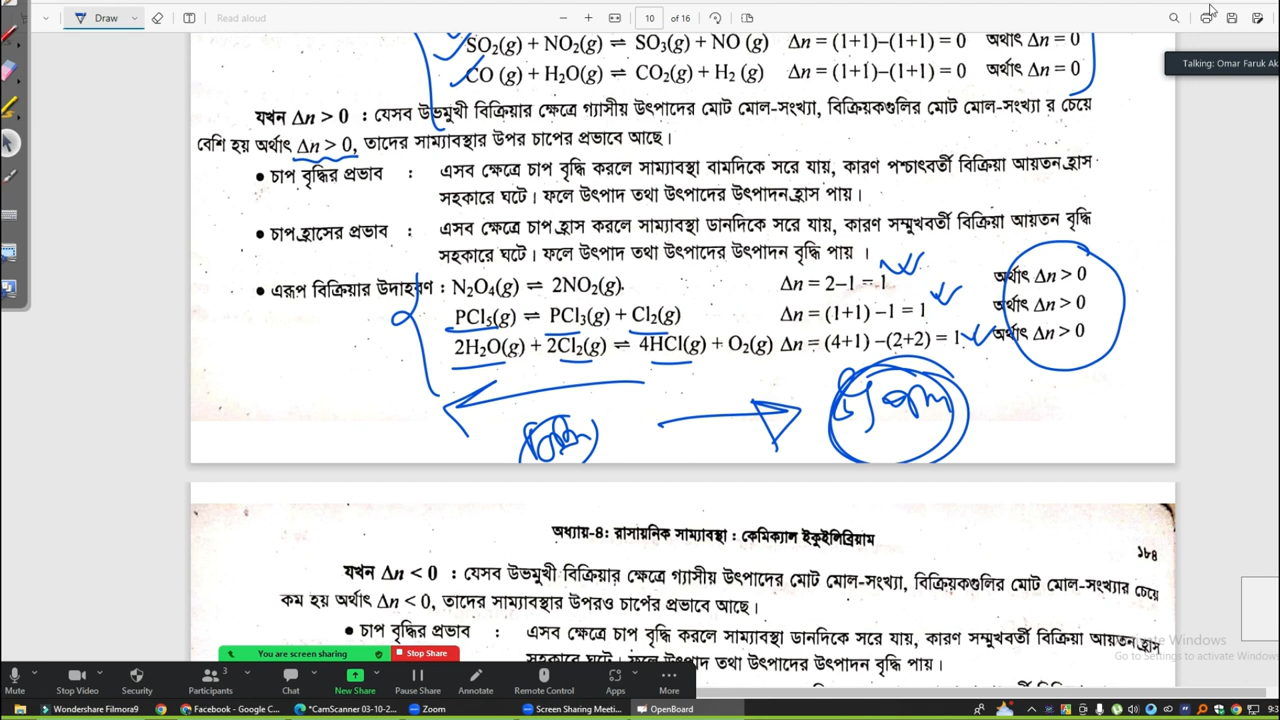 Draw
Read aloud
10 of 16
SO₂(g) + NO₂(g) ⇌ SO₃(g) + NO (g) Δn = (1+1)–(1+1) = 0 অর্থাৎ Δn = 0
CO (g) + H₂O(g) ⇌ CO₂(g) + H₂ (g) Δn = (1+1)–(1+1) = 0 অর্থাৎ Δn = 0
Talking: Omar Faruk Ak
যখন Δn > 0 : যেসব উভমুখী বিক্রিয়ার ক্ষেত্রে গ্যাসীয় উৎপাদের মোট মোল-সংখ্যা, বিক্রিয়কগুলির মোট মোল-সংখ্যা র চেয়ে
বেশি হয় অর্থাৎ Δn > 0, তাদের সাম্যাবস্থার উপর চাপের প্রভাবে আছে।
• চাপ বৃদ্ধির প্রভাব : এসব ক্ষেত্রে চাপ বৃদ্ধি করলে সাম্যাবস্থা বামদিকে সরে যায়, কারণ পশ্চাৎবর্তী বিক্রিয়া আয়তন হ্রাস
সহকারে ঘটে। ফলে উৎপাদ তথা উৎপাদের উৎপাদন হ্রাস পায়।
• চাপ হ্রাসের প্রভাব : এসব ক্ষেত্রে চাপ হ্রাস করলে সাম্যাবস্থা ডানদিকে সরে যায়, কারণ সম্মুখবর্তী বিক্রিয়া আয়তন বৃদ্ধি
সহকারে ঘটে। ফলে উৎপাদ তথা উৎপাদের উৎপাদন বৃদ্ধি পায় ।
• এরূপ বিক্রিয়ার উদাহরণ : N₂O₄(g) ⇌ 2NO₂(g). Δn = 2–1 = 1 অর্থাৎ Δn > 0
PCl₅(g) ⇌ PCl₃(g) + Cl₂(g) Δn = (1+1) –1 = 1 অর্থাৎ Δn > 0
2H₂O(g) + 2Cl₂(g) ⇌ 4HCl(g) + O₂(g) Δn = (4+1) –(2+2) = 1 অর্থাৎ Δn > 0
অধ্যায়-৪: রাসায়নিক সাম্যাবস্থা : কেমিক্যাল ইকুইলিব্রিয়াম
১৮৪
যখন Δn < 0 : যেসব উভমুখী বিক্রিয়ার ক্ষেত্রে গ্যাসীয় উৎপাদের মোট মোল-সংখ্যা, বিক্রিয়কগুলির মোট মোল-সংখ্যার চেয়ে
কম হয় অর্থাৎ Δn < 0, তাদের সাম্যাবস্থার উপরও চাপের প্রভাবে আছে।
• চাপ বৃদ্ধির প্রভাব : এসব ক্ষেত্রে চাপ বৃদ্ধি করলে সাম্যাবস্থা ডানদিকে সরে যায়, কারণ সম্মুখবর্তী বিক্রিয়া আয়তন হ্রাস
সহকারে ঘটে। ফলে উৎপাদ তথা উৎপাদের উৎপাদন বৃদ্ধি পায়।
Activate Windows
Go to Settings to activate Windows.
You are screen sharing Stop Share
3
Mute Stop Video Security Participants Chat New Share Pause Share Annotate Remote Control Apps More
Wondershare Filmora9 Facebook - Google C... *CamScanner 03-10-2... Zoom Screen Sharing Meeti... OpenBoard